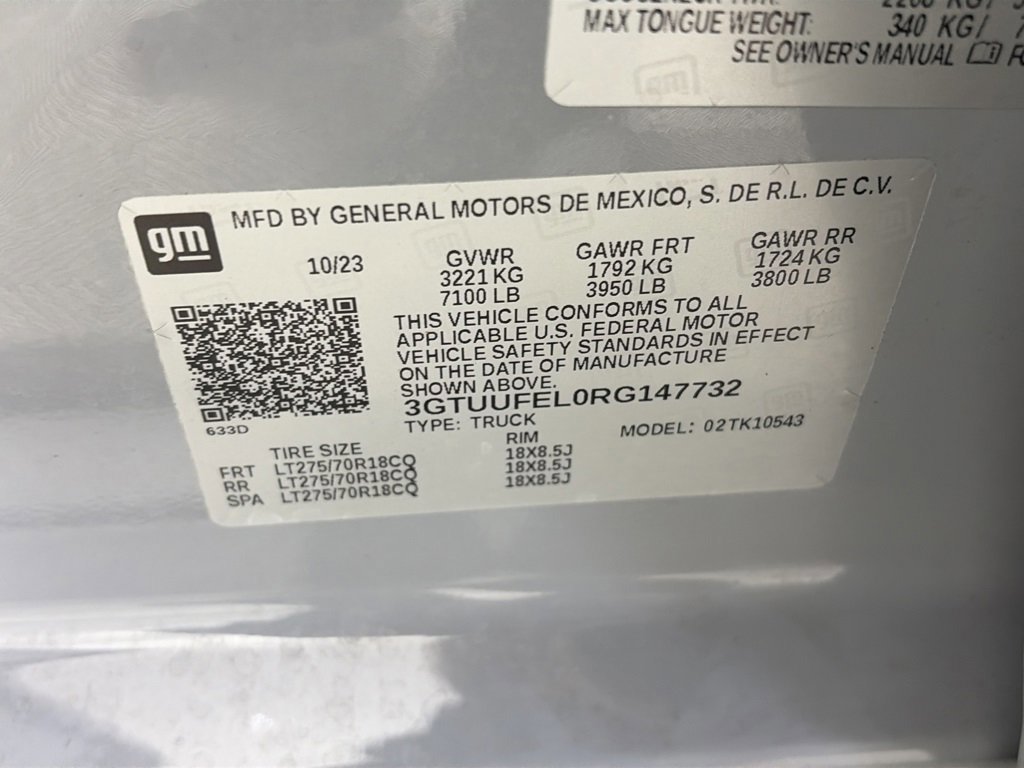 MAX TONGUE WEIGHT: 340 KG/
SEE OWNER'S MANUAL
gm
MFD BY GENERAL MOTORS DE MEXICO, S. DE R.L. DE C.V.
10/23 GVWR GAWR FRT GAWR RR
3221 KG 1792 KG 1724 KG
7100 LB 3950 LB 3800 LB
THIS VEHICLE CONFORMS TO ALL
APPLICABLE U.S. FEDERAL MOTOR
VEHICLE SAFETY STANDARDS IN EFFECT
ON THE DATE OF MANUFACTURE
SHOWN ABOVE.
3GTUUFEL0RG147732
633D
TYPE: TRUCK MODEL: 02TK10543
TIRE SIZE RIM
FRT LT275/70R18CQ 18X8.5J
RR LT275/70R18CQ 18X8.5J
SPA LT275/70R18CQ 18X8.5J